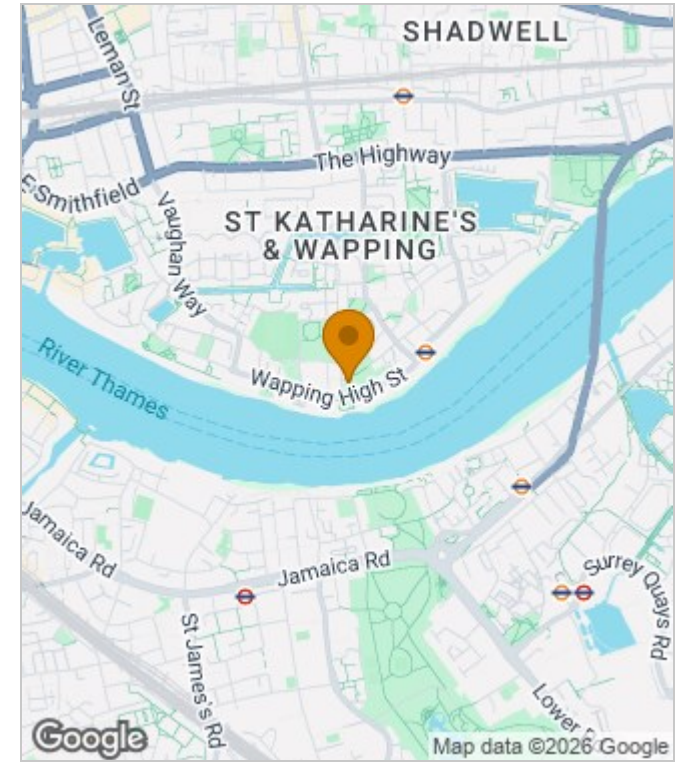 SHADWELL
Leman St
The Highway
E Smithfield
Vaughan Way
ST KATHARINE'S
& WAPPING
River Thames
Wapping High St
Jamaica Rd
Jamaica Rd
Surrey Quays Rd
St James's Rd
Lower
Google
Map data ©2026 Google